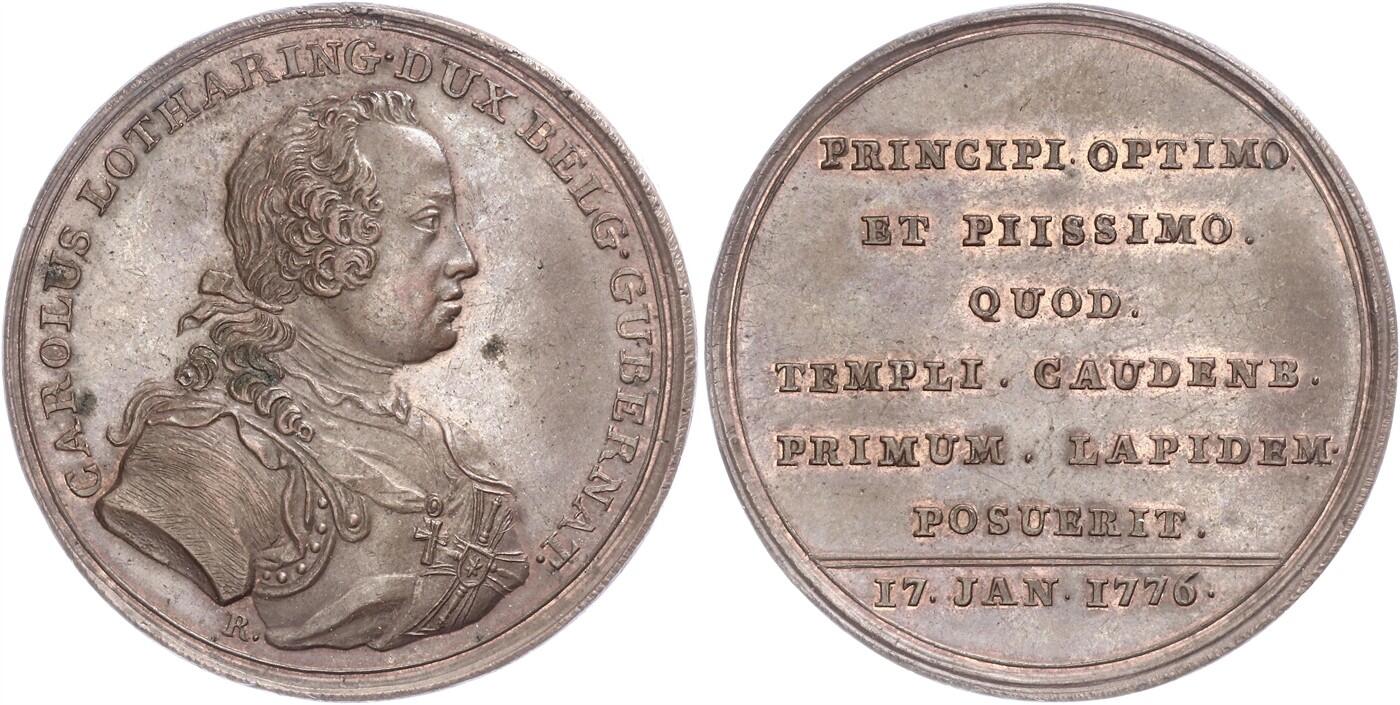 CAROLUS LOTHARING·DUX BELG·GUBERNAT.
R.
PRINCIPI. OPTIMO.
ET PIISSIMO.
QUOD.
TEMPLI. CAUDENB.
PRIMUM. LAPIDEM.
POSUERIT.
17. JAN. 1776.